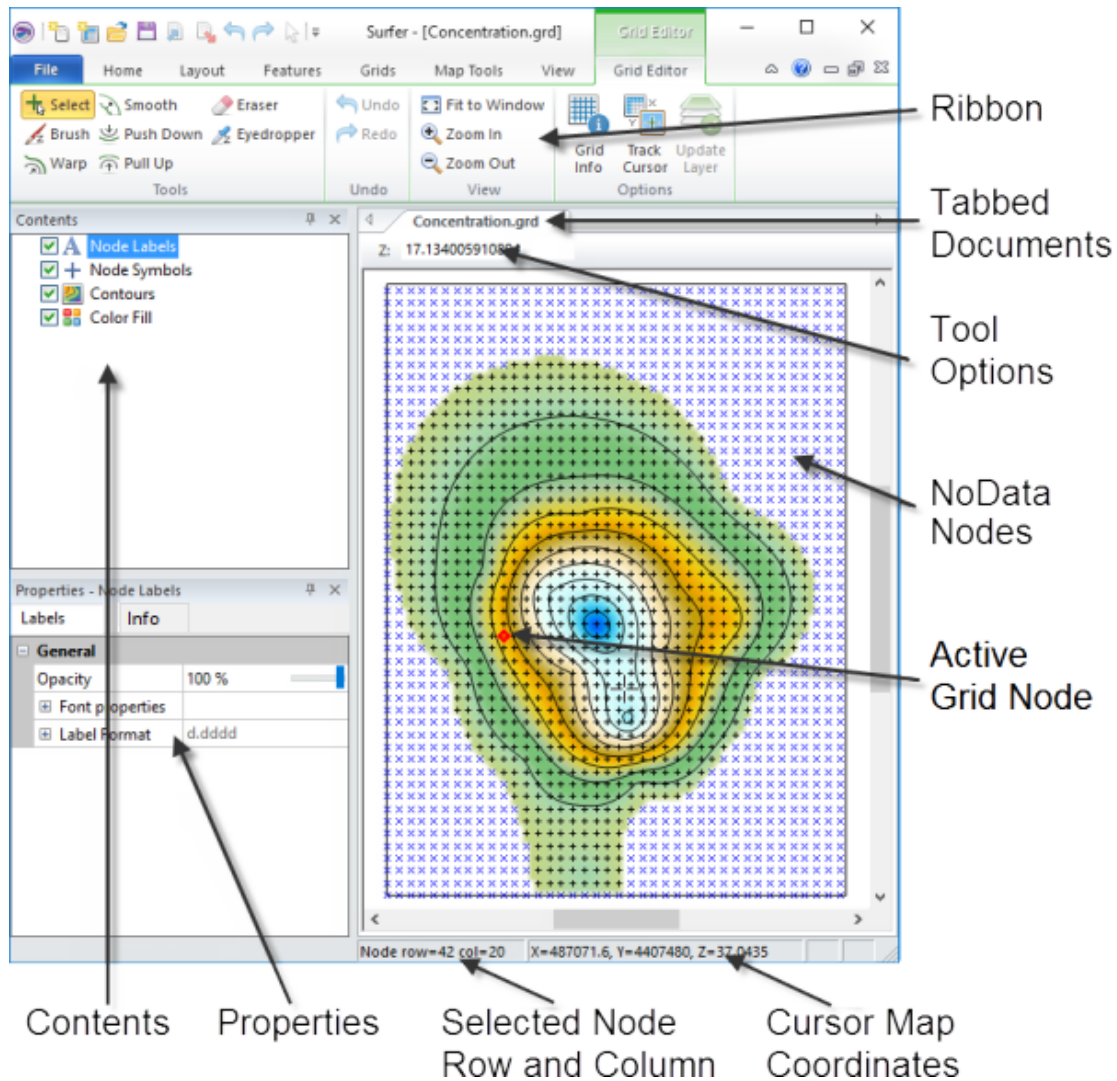 Surfer - [Concentration.grd] Grid Editor
File Home Layout Features Grids Map Tools View Grid Editor
Select Smooth Eraser Undo Fit to Window
Brush Push Down Eyedropper Redo Zoom In
Warp Pull Up Zoom Out
Grid Info Track Cursor Update Layer
Tools Undo View Options
Ribbon
Contents
Concentration.grd
Tabbed
Documents
Node Labels
Node Symbols
Contours
Color Fill
Z:
Tool
Options
NoData
Nodes
Properties - Node Labels
Labels Info
General
Opacity 100 %
Font properties
Label Format d.dddd
Active
Grid Node
Node row=42 col=20 X=487071.6, Y=4407480, Z=37.0435
Contents Properties Selected Node
Row and Column
Cursor Map
Coordinates